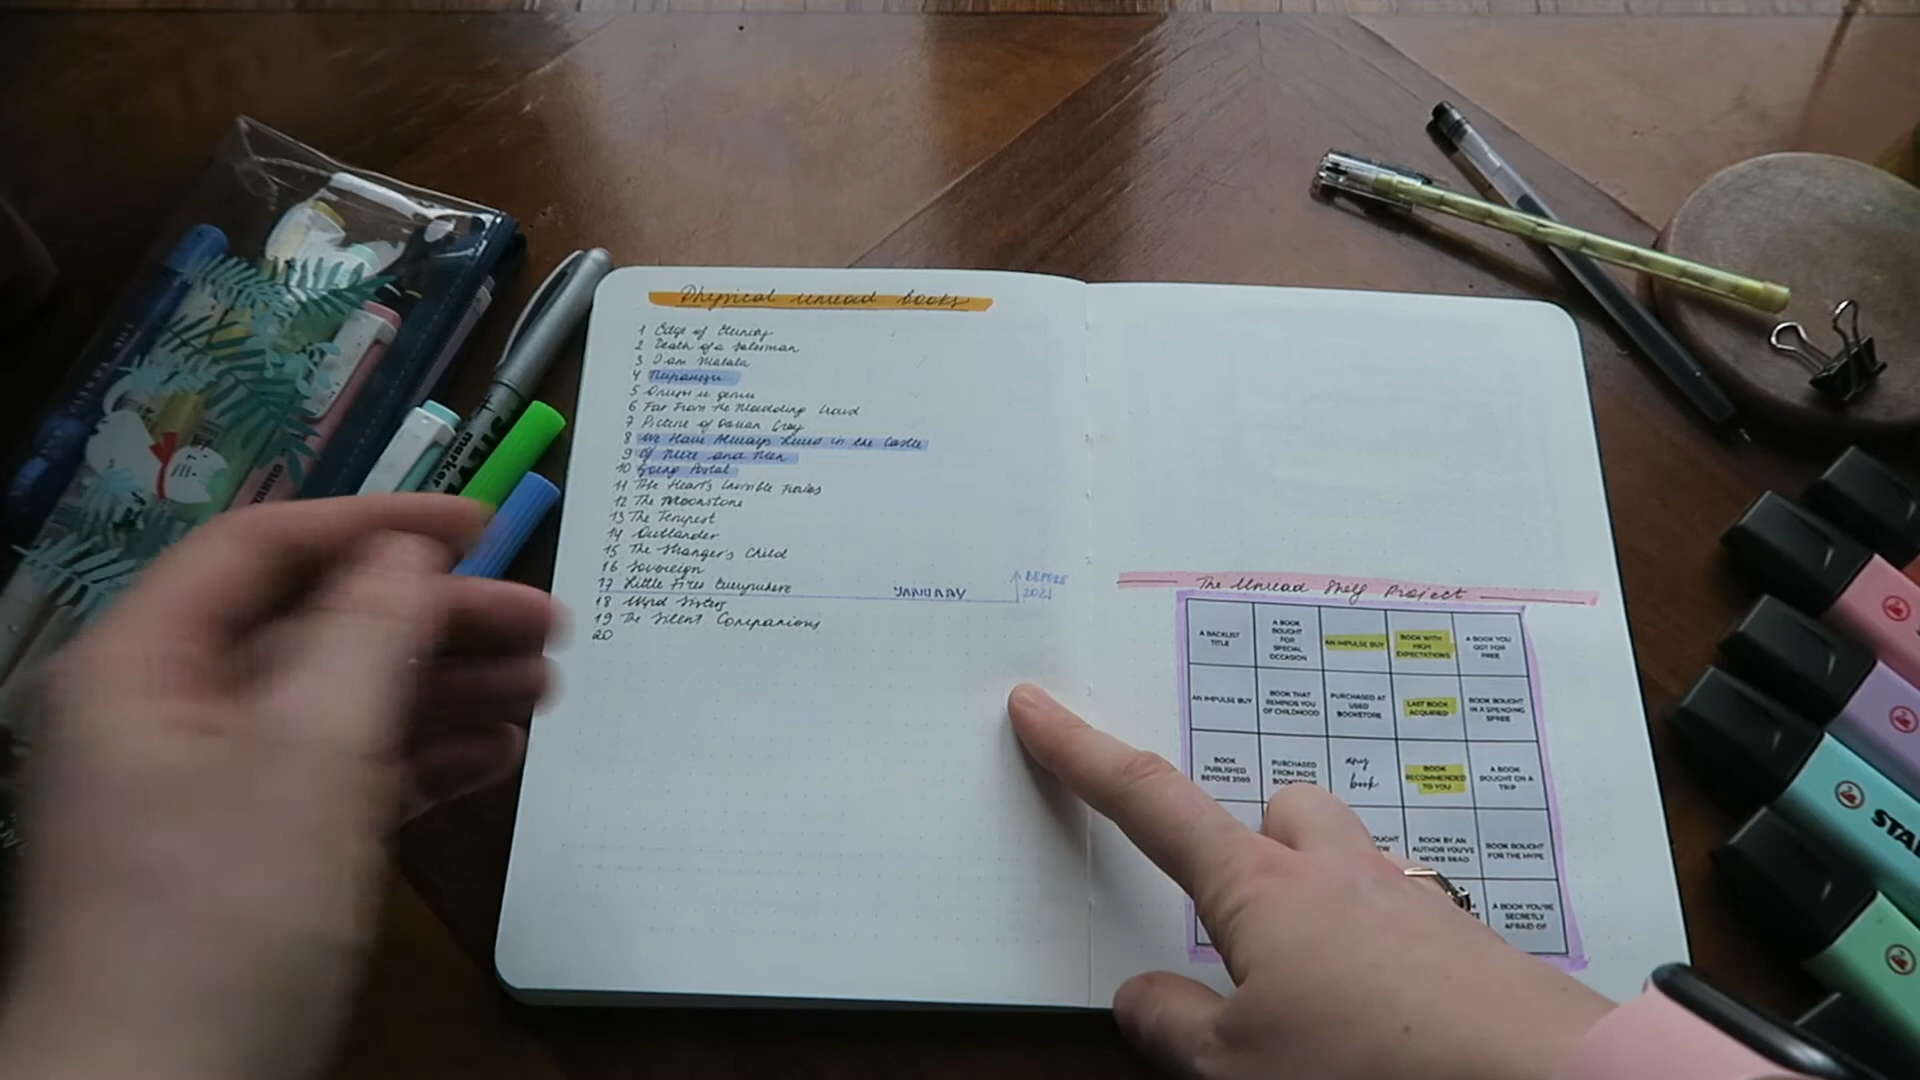 Physical unread books
1 Edge of Eternity
2 Death of a Salesman
3 I am Malala
4 Пираногu
5 Onum u
6 Far From the Madding Crowd
7 Picture of Dorian Gray
8 We Have Always Lived in the Castle
9 Of Mice and Men
10 Going Postal
11 The Heart's Invisible Furies
12 The Moonstone
13 The Tempest
14 Outlander
15 The Stranger's Child
16 Sovereign
17 Little Fires Everywhere
JANUARY
BEFORE
2021
18 Wyrd Sisters
19 The Silent Companions
20
The Unread Shelf Project
A BACKLIST TITLE
A BOOK BOUGHT FOR SPECIAL OCCASION
AN IMPULSE BUY
BOOK WITH HIGH EXPECTATIONS
A BOOK YOU GOT FOR FREE
AN IMPULSE BUY
BOOK THAT REMINDS YOU OF CHILDHOOD
PURCHASED AT USED BOOKSTORE
LAST BOOK ACQUIRED
BOOK BOUGHT IN A SPENDING SPREE
BOOK PUBLISHED BEFORE 2000
PURCHASED FROM INDIE BOOKSTORE
any book
BOOK RECOMMENDED TO YOU
A BOOK BOUGHT ON A TRIP
BOOK BY AN AUTHOR YOU'VE NEVER READ
BOOK BOUGHT FOR THE HYPE
A BOOK YOU'RE SECRETLY AFRAID OF
marker
STA